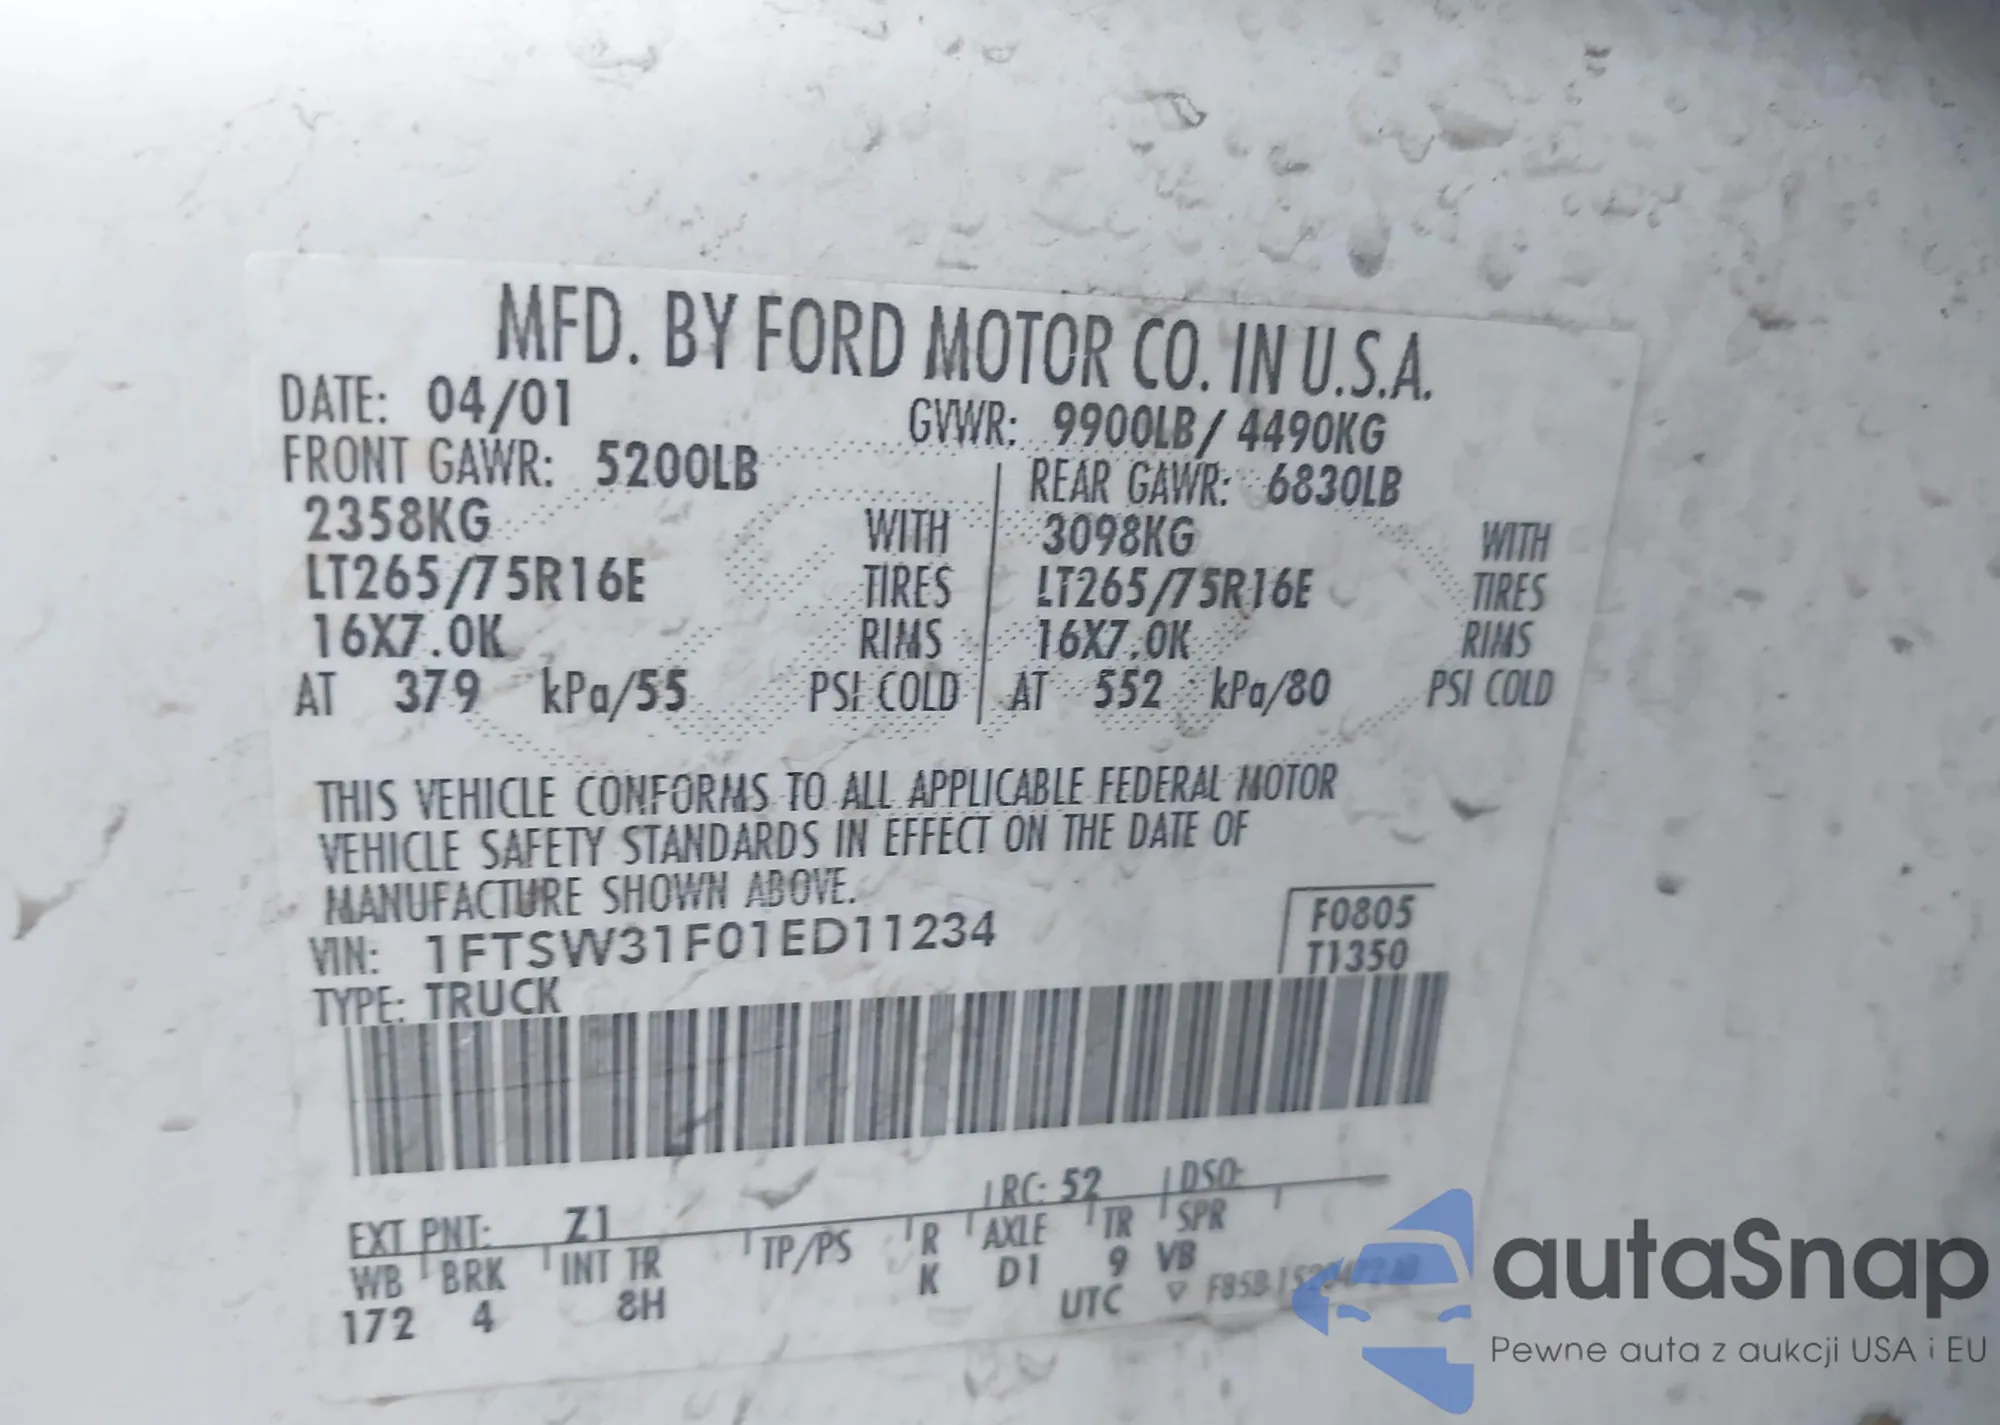 MFD. BY FORD MOTOR CO. IN U.S.A.
DATE: 04/01 GVWR: 9900LB/ 4490KG
FRONT GAWR: 5200LB REAR GAWR: 6830LB
2358KG WITH 3098KG WITH
LT265/75R16E TIRES LT265/75R16E TIRES
16X7.0K RIMS 16X7.0K RIMS
AT 379 kPa/55 PSI COLD AT 552 kPa/80 PSI COLD
THIS VEHICLE CONFORMS TO ALL APPLICABLE FEDERAL MOTOR
VEHICLE SAFETY STANDARDS IN EFFECT ON THE DATE OF
MANUFACTURE SHOWN ABOVE.
VIN: 1FTSW31F01ED11234
F0805
T1350
TYPE: TRUCK
EXT PNT: Z1 RC: 52 DSO:
WB BRK INT TR TP/PS R AXLE TR SPR
172 4 8H K D1 9 VB
UTC
autaSnap
Pewne auta z aukcji USA i EU